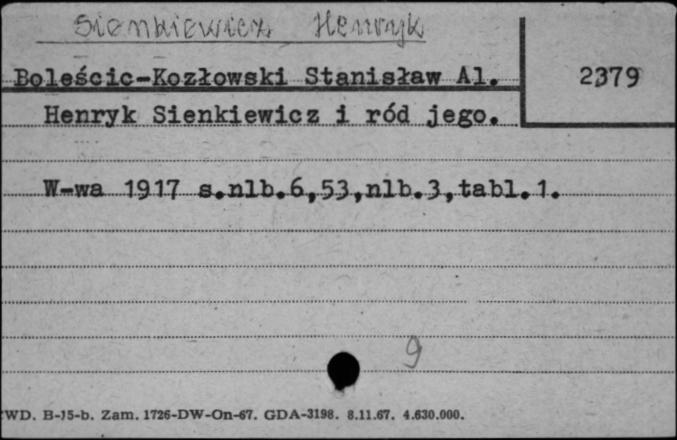 Sienkiewicz Henryk
Boleścic-Kozłowski Stanisław Al.
2379
Henryk Sienkiewicz i ród jego.
W-wa 1917 s.nlb.6,53,nlb.3,tabl.1.
9
WD. B-15-b. Zam. 1726-DW-On-67. GDA-3198. 8.11.67. 4.630.000.